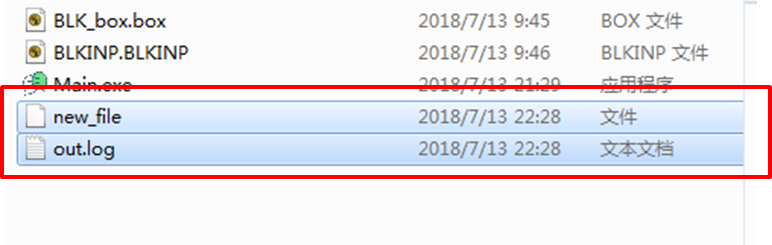 BLK_box.box 2018/7/13 9:45 BOX 文件
BLKINP.BLKINP 2018/7/13 9:46 BLKINP 文件
Main.exe 2018/7/13 21:29 应用程序
new_file 2018/7/13 22:28 文件
out.log 2018/7/13 22:28 文本文档